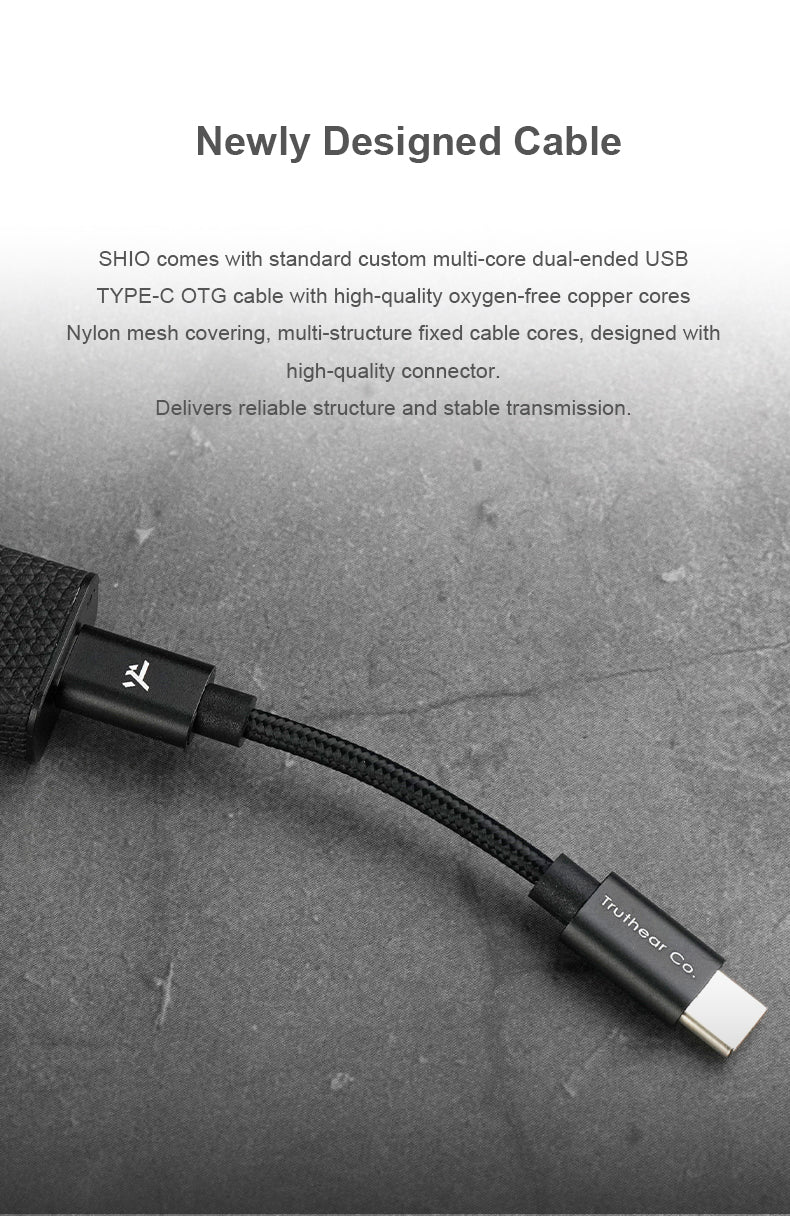 Newly Designed Cable
SHIO comes with standard custom multi-core dual-ended USB
TYPE-C OTG cable with high-quality oxygen-free copper cores
Nylon mesh covering, multi-structure fixed cable cores, designed with
high-quality connector.
Delivers reliable structure and stable transmission.
Truthear Co.